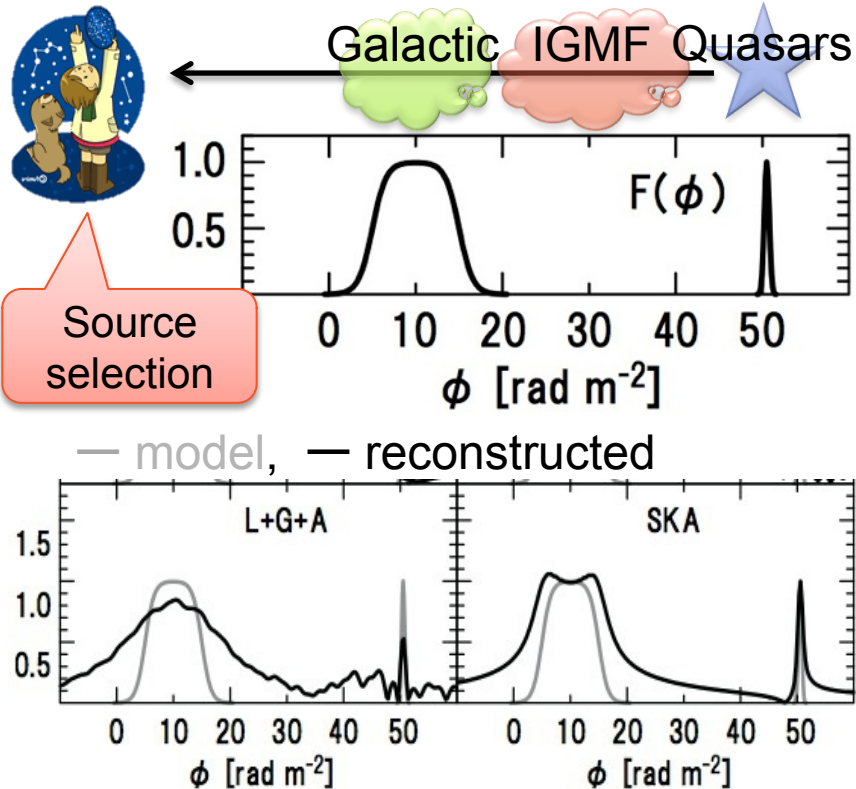 Galactic IGMF Quasars
F(ϕ)
1.0
0.5
0 10 20 30 40 50
ϕ [rad m⁻²]
Source
selection
— model, — reconstructed
L+G+A SKA
1.5
1.0
0.5
0 10 20 30 40 50 0 10 20 30 40 50
ϕ [rad m⁻²] ϕ [rad m⁻²]